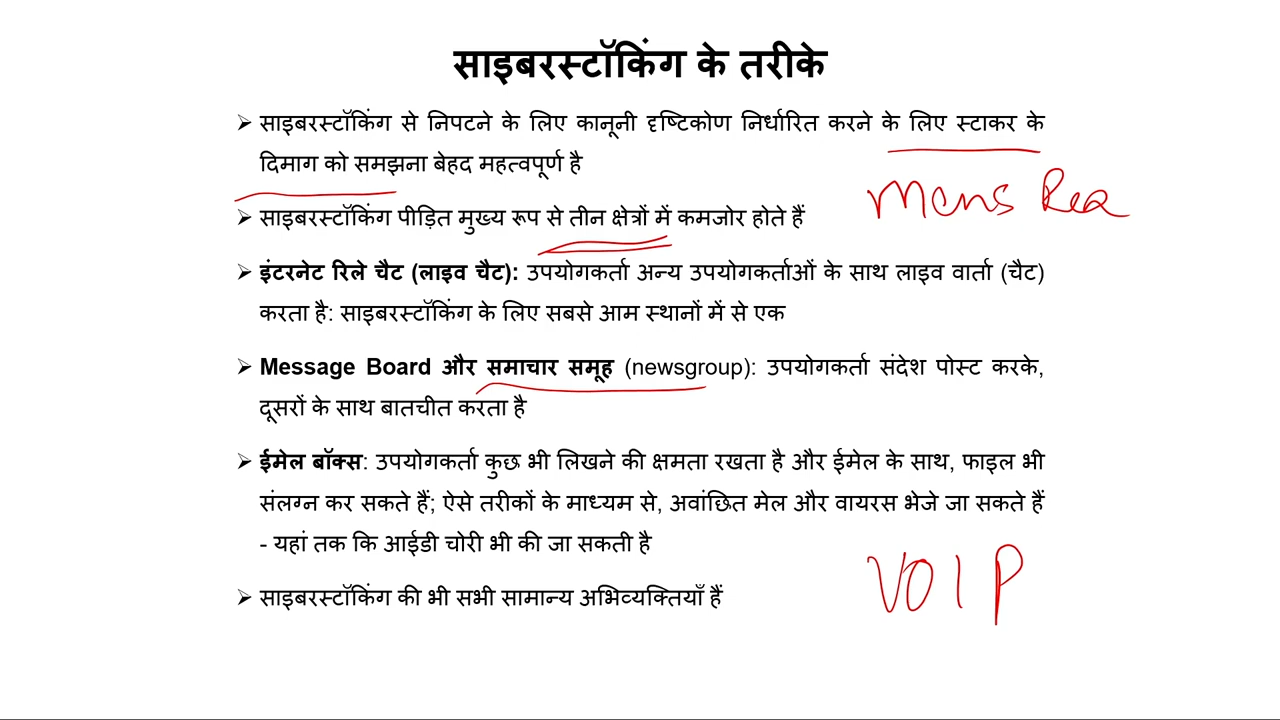 साइबरस्टॉकिंग के तरीके
➢ साइबरस्टॉकिंग से निपटने के लिए कानूनी दृष्टिकोण निर्धारित करने के लिए स्टाकर के
दिमाग को समझना बेहद महत्वपूर्ण है
Mens Rea
➢ साइबरस्टॉकिंग पीड़ित मुख्य रूप से तीन क्षेत्रों में कमजोर होते हैं
➢ इंटरनेट रिले चैट (लाइव चैट): उपयोगकर्ता अन्य उपयोगकर्ताओं के साथ लाइव वार्ता (चैट)
करता है: साइबरस्टॉकिंग के लिए सबसे आम स्थानों में से एक
➢ Message Board और समाचार समूह (newsgroup): उपयोगकर्ता संदेश पोस्ट करके,
दूसरों के साथ बातचीत करता है
➢ ईमेल बॉक्स: उपयोगकर्ता कुछ भी लिखने की क्षमता रखता है और ईमेल के साथ, फाइल भी
संलग्न कर सकते हैं; ऐसे तरीकों के माध्यम से, अवांछित मेल और वायरस भेजे जा सकते हैं
- यहां तक कि आईडी चोरी भी की जा सकती है
VOIP
➢ साइबरस्टॉकिंग की भी सभी सामान्य अभिव्यक्तियाँ हैं